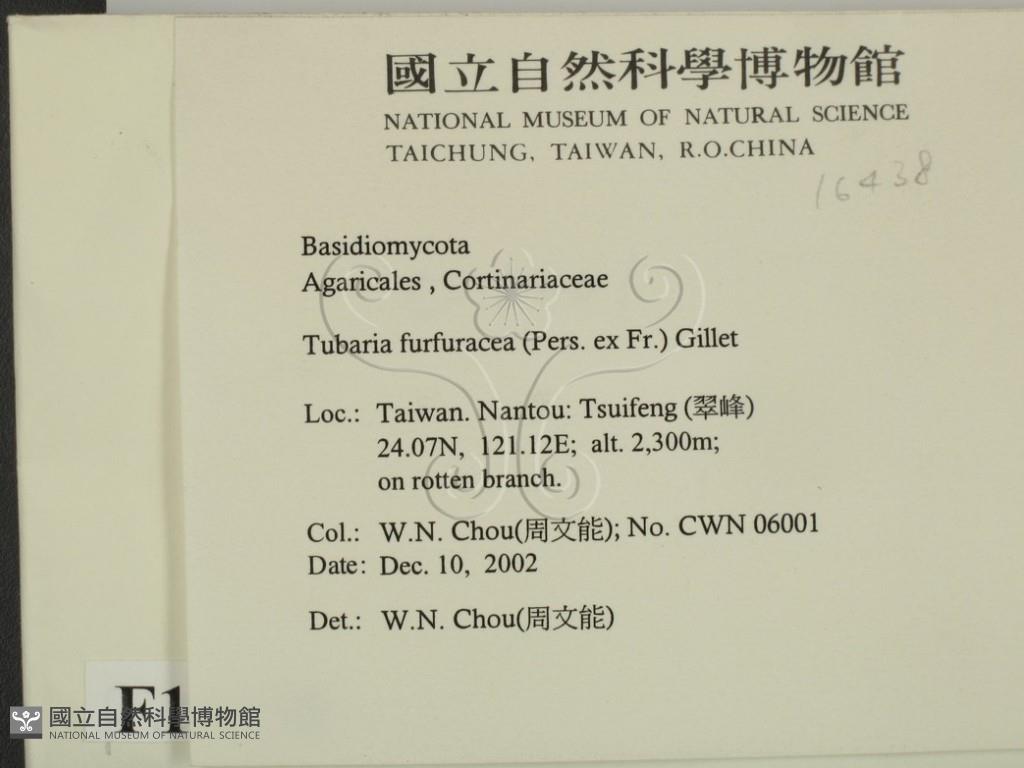 國立自然科學博物館
NATIONAL MUSEUM OF NATURAL SCIENCE
TAICHUNG, TAIWAN, R.O.CHINA
16438
Basidiomycota
Agaricales , Cortinariaceae
Tubaria furfuracea (Pers. ex Fr.) Gillet
Loc.: Taiwan. Nantou: Tsuifeng (翠峰)
24.07N, 121.12E; alt. 2,300m;
on rotten branch.
Col.: W.N. Chou(周文能); No. CWN 06001
Date: Dec. 10, 2002
Det.: W.N. Chou(周文能)
F1
國立自然科學博物館
NATIONAL MUSEUM OF NATURAL SCIENCE